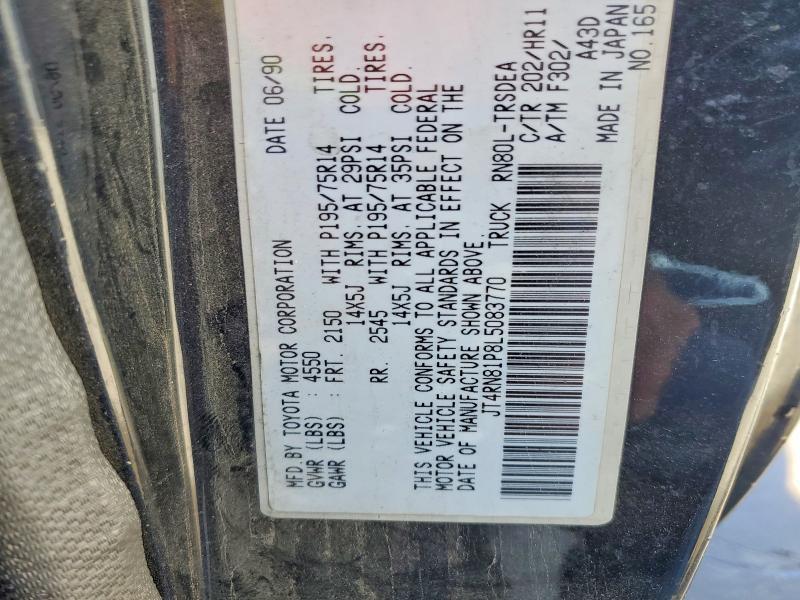 MFD.BY TOYOTA MOTOR CORPORATION DATE 06/90
GVWR (LBS) : 4550
GAWR (LBS) : FRT. 2150 WITH P195/75R14 TIRES.
14X5J RIMS. AT 29PSI COLD.
RR. 2545 WITH P195/75R14 TIRES.
14X5J RIMS. AT 35PSI COLD.
THIS VEHICLE CONFORMS TO ALL APPLICABLE FEDERAL
MOTOR VEHICLE SAFETY STANDARDS IN EFFECT ON THE
DATE OF MANUFACTURE SHOWN ABOVE.
JT4RN81P8L5083770 TRUCK RN80L-TRSDEA
C/TR 202/HR11
A/TM F302/ A43D
MADE IN JAPAN
NO.165